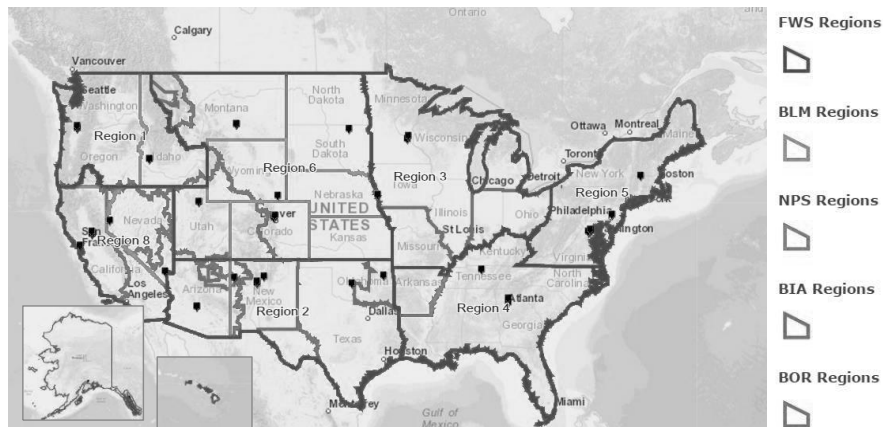 Ontario
Calgary
Vancouver
Seattle
Washington
Montana
North
Dakota
Minnesota
Ottawa
Montreal
Maine
Region 1
Oregon
Idaho
South
Dakota
Wisconsin
Toronto
Wyoming
Region 6
Region 3
Iowa
Chicago
Detroit
New York
Boston
Region 5
Nebraska
UNITED
STATES
Nevada
Utah
Colorado
Kansas
Illinois
Ohio
Philadelphia
San
Region 8
California
Missouri
St Louis
Kentucky
Virginia
Los
Angeles
Arizona
New
Mexico
Arkansas
Tennessee
North
Carolina
Region 2
Region 4
Atlanta
Dallas
Georgia
Texas
Houston
Monterrey
Miami
Gulf of
Mexico
FWS Regions
BLM Regions
NPS Regions
BIA Regions
BOR Regions